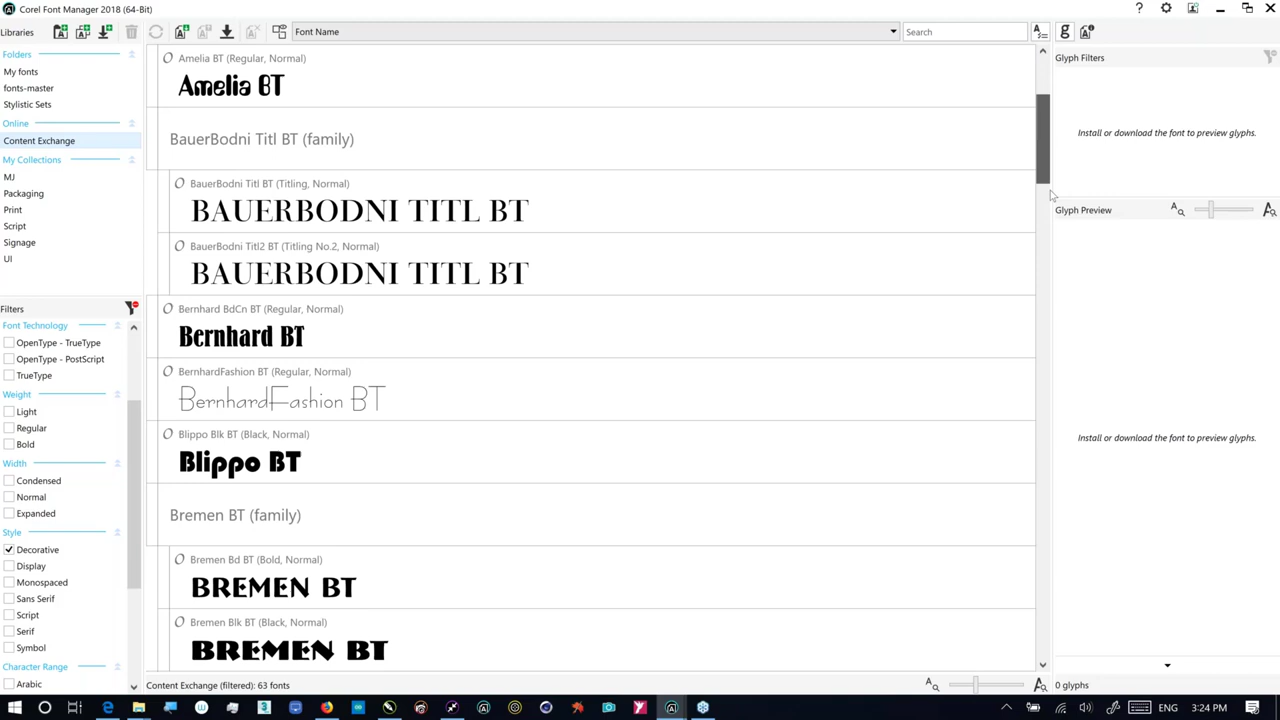 Corel Font Manager 2018 (64-Bit)
Libraries
Font Name
Search
Folders
My fonts
fonts-master
Stylistic Sets
Online
Content Exchange
My Collections
MJ
Packaging
Print
Script
Signage
UI
Filters
Font Technology
OpenType - TrueType
OpenType - PostScript
TrueType
Weight
Light
Regular
Bold
Width
Condensed
Normal
Expanded
Style
Decorative
Display
Monospaced
Sans Serif
Script
Serif
Symbol
Character Range
Arabic
Amelia BT (Regular, Normal)
Amelia BT
BauerBodni Titl BT (family)
BauerBodni Titl BT (Titling, Normal)
BAUERBODNI TITL BT
BauerBodni Titl2 BT (Titling No.2, Normal)
BAUERBODNI TITL BT
Bernhard BdCn BT (Regular, Normal)
Bernhard BT
BernhardFashion BT (Regular, Normal)
BernhardFashion BT
Blippo Blk BT (Black, Normal)
Blippo BT
Bremen BT (family)
Bremen Bd BT (Bold, Normal)
BREMEN BT
Bremen Blk BT (Black, Normal)
BREMEN BT
Content Exchange (filtered): 63 fonts
Glyph Filters
Install or download the font to preview glyphs.
Glyph Preview
Install or download the font to preview glyphs.
0 glyphs
ENG
3:24 PM